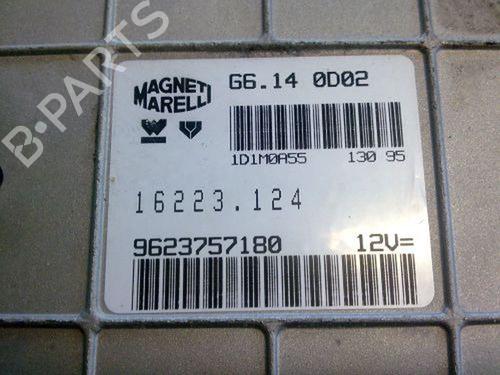 B-PARTS
MAGNETI
MARELLI
G6.14 0D02
1D1M0A55 130 95
16223.124
9623757180 12V=